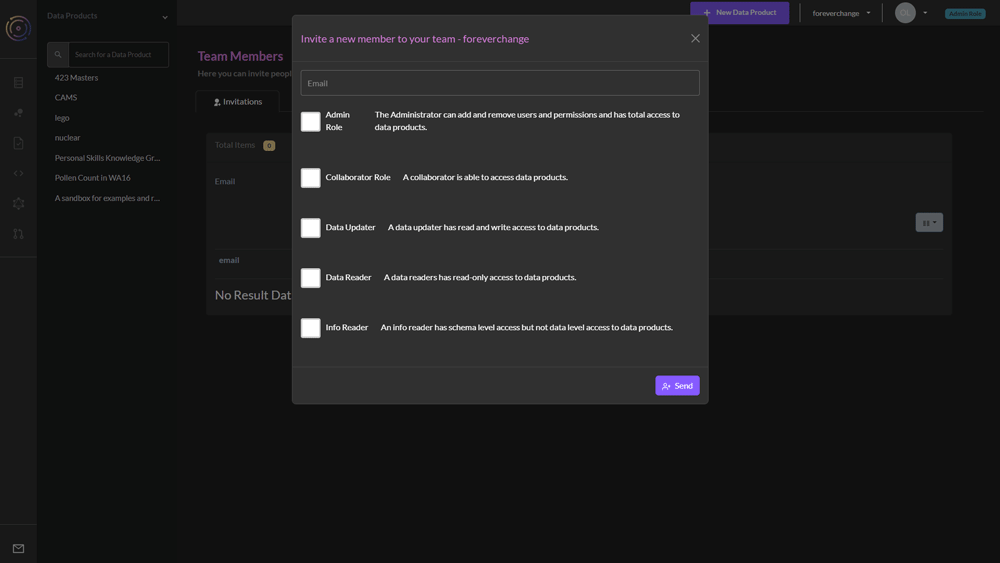 Data Products
New Data Product
foreverchange
OL
Admin Role
Search for a Data Product
423 Masters
CAMS
lego
nuclear
Personal Skills Knowledge Gr...
Pollen Count in WA16
A sandbox for examples and r...
Team Members
Here you can invite peopl
Invitations
Total Items 0
Email
email
No Result Dat
Invite a new member to your team - foreverchange
Email
Admin
Role
The Administrator can add and remove users and permissions and has total access to
data products.
Collaborator Role A collaborator is able to access data products.
Data Updater A data updater has read and write access to data products.
Data Reader A data readers has read-only access to data products.
Info Reader An info reader has schema level access but not data level access to data products.
Send